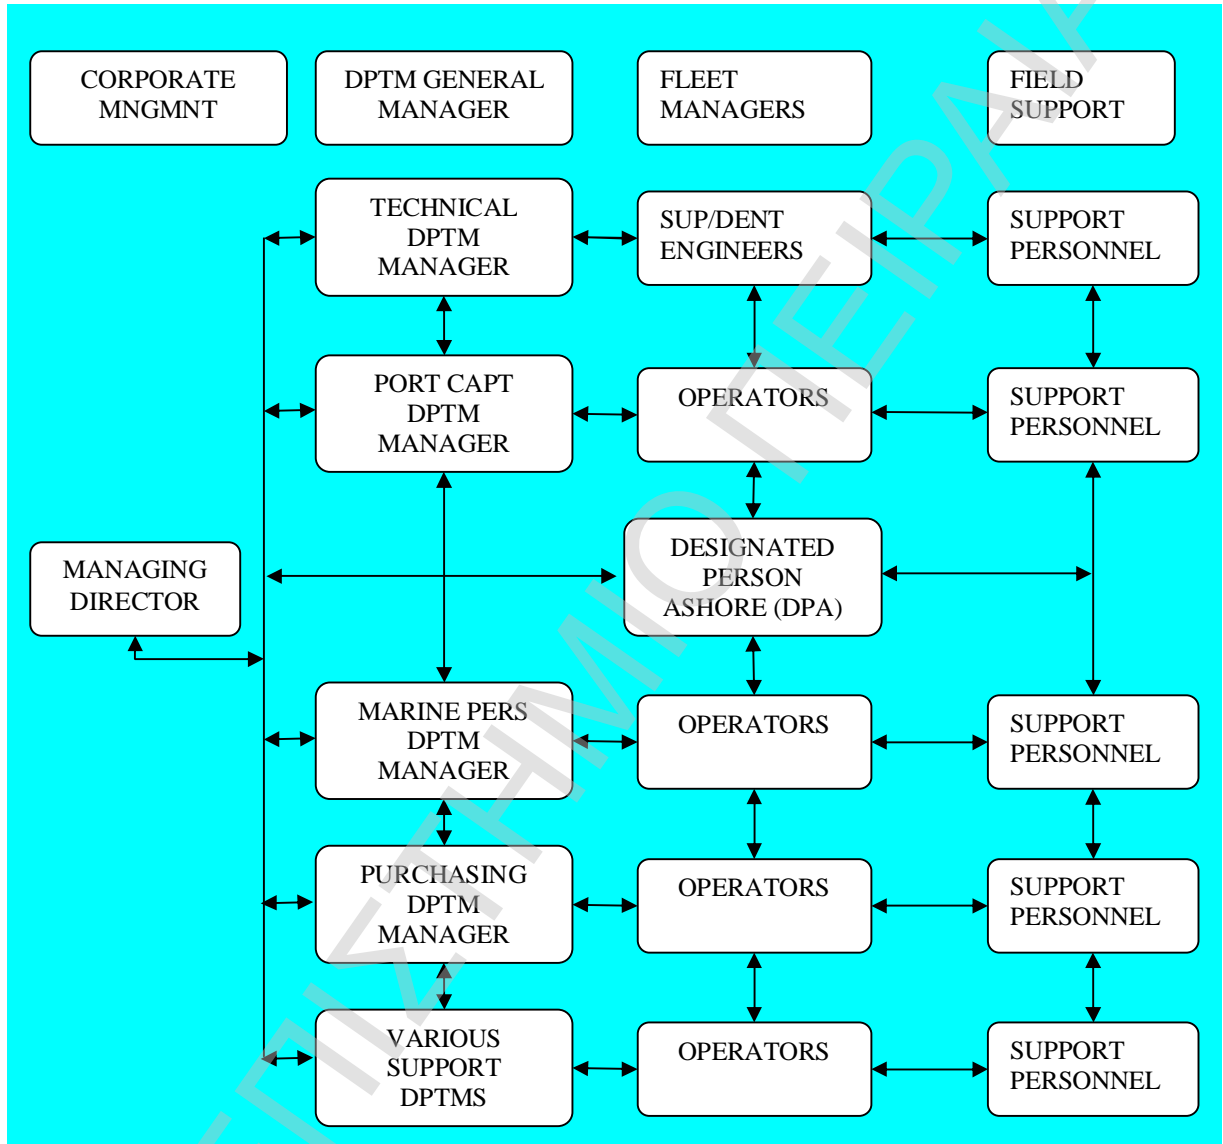 CORPORATE
MNGMNT
DPTM GENERAL
MANAGER
FLEET
MANAGERS
FIELD
SUPPORT
TECHNICAL
DPTM
MANAGER
SUP/DENT
ENGINEERS
SUPPORT
PERSONNEL
PORT CAPT
DPTM
MANAGER
OPERATORS
SUPPORT
PERSONNEL
MANAGING
DIRECTOR
DESIGNATED
PERSON
ASHORE (DPA)
MARINE PERS
DPTM
MANAGER
OPERATORS
SUPPORT
PERSONNEL
PURCHASING
DPTM
MANAGER
OPERATORS
SUPPORT
PERSONNEL
VARIOUS
SUPPORT
DPTMS
OPERATORS
SUPPORT
PERSONNEL